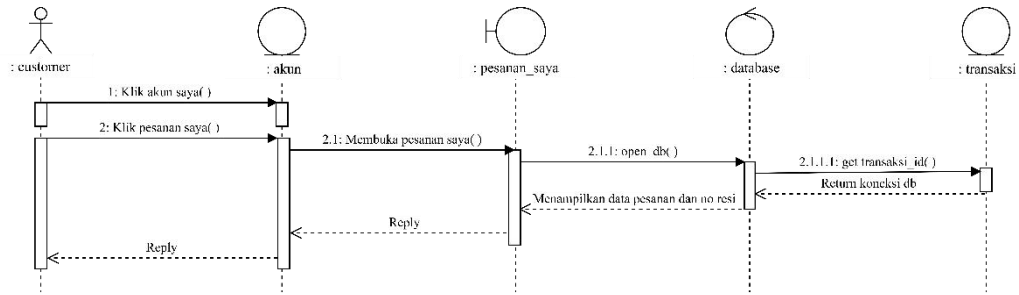 : customer
: akun
: pesanan_saya
: database
: transaksi
1: Klik akun saya( )
2: Klik pesanan saya( )
2.1: Membuka pesanan saya( )
2.1.1: open_db( )
2.1.1.1: get transaksi_id( )
Return koneksi db
Menampilkan data pesanan dan no resi
Reply
Reply